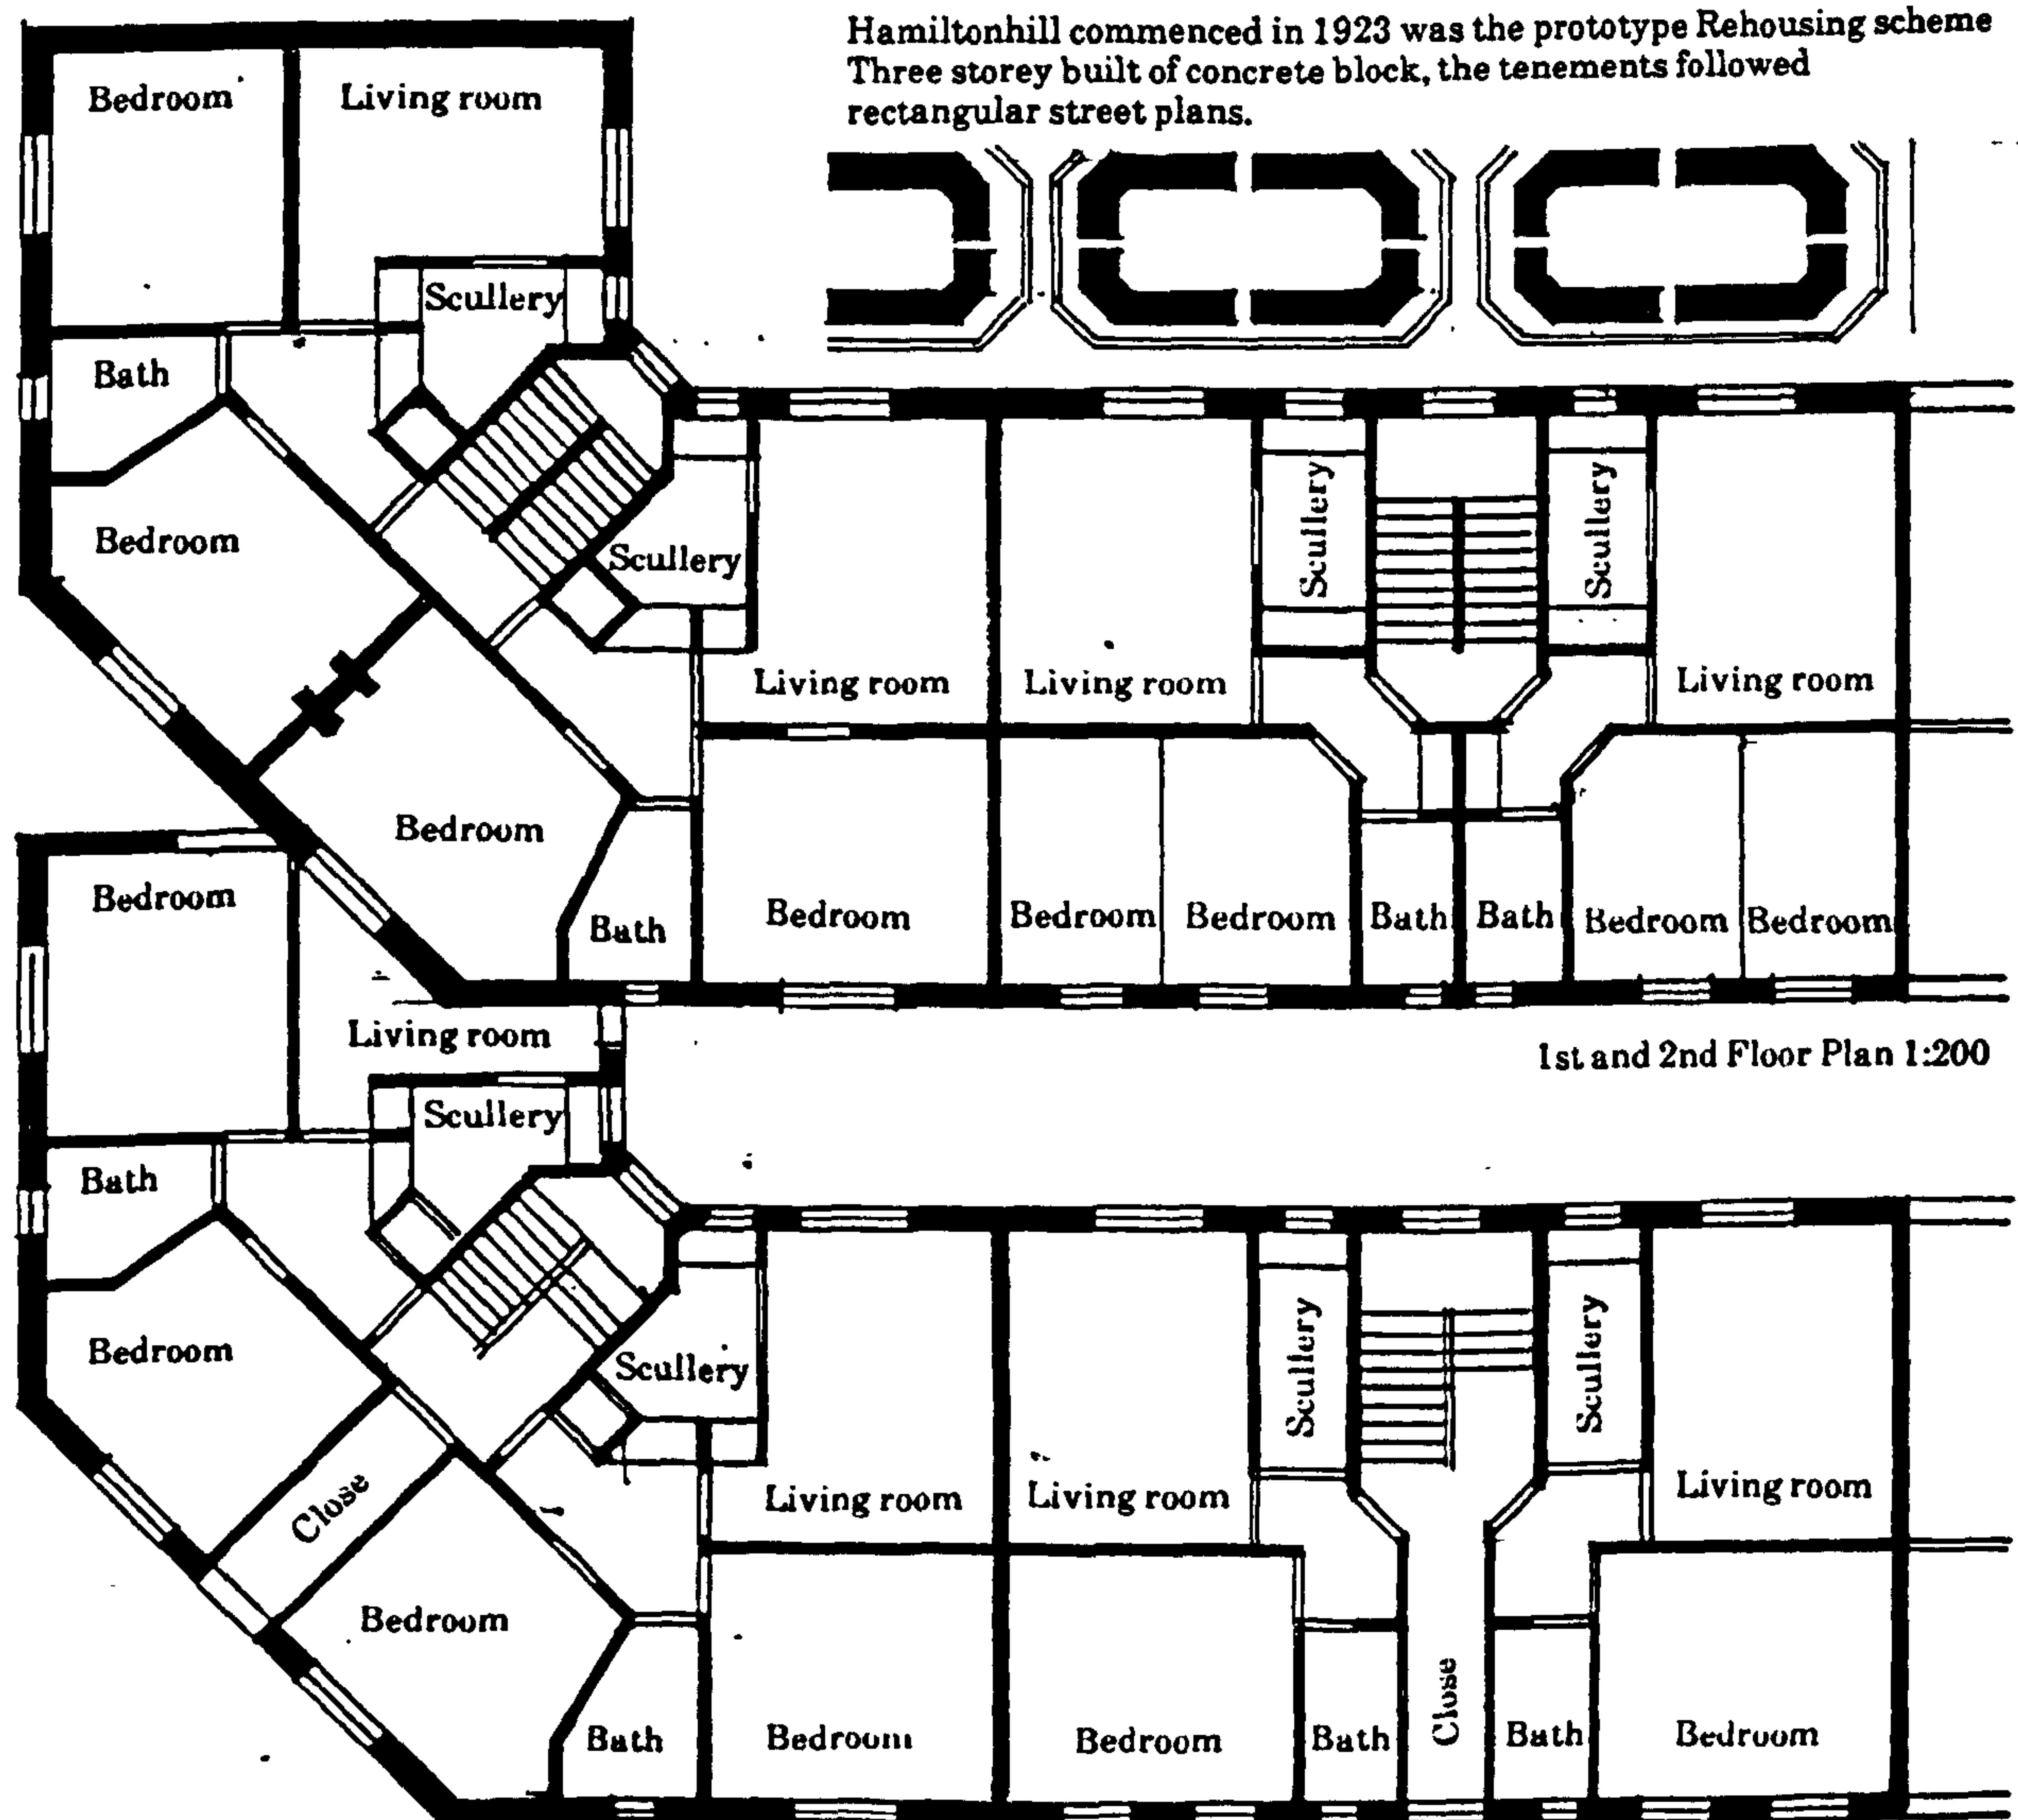 Hamiltonhill commenced in 1923 was the prototype Rehousing scheme
Three storey built of concrete block, the tenements followed
rectangular street plans.
Bedroom
Living room
Scullery
Bath
Bedroom
Scullery
Scullery
Scullery
Living room
Living room
Living room
Bedroom
Bath
Bedroom
Bedroom
Bedroom
Bath
Bath
Bedroom
Bedroom
1st and 2nd Floor Plan 1:200
Bedroom
Living room
Scullery
Bath
Bedroom
Scullery
Scullery
Scullery
Close
Living room
Living room
Living room
Bedroom
Bath
Bedroom
Bedroom
Bath
Close
Bath
Bedroom